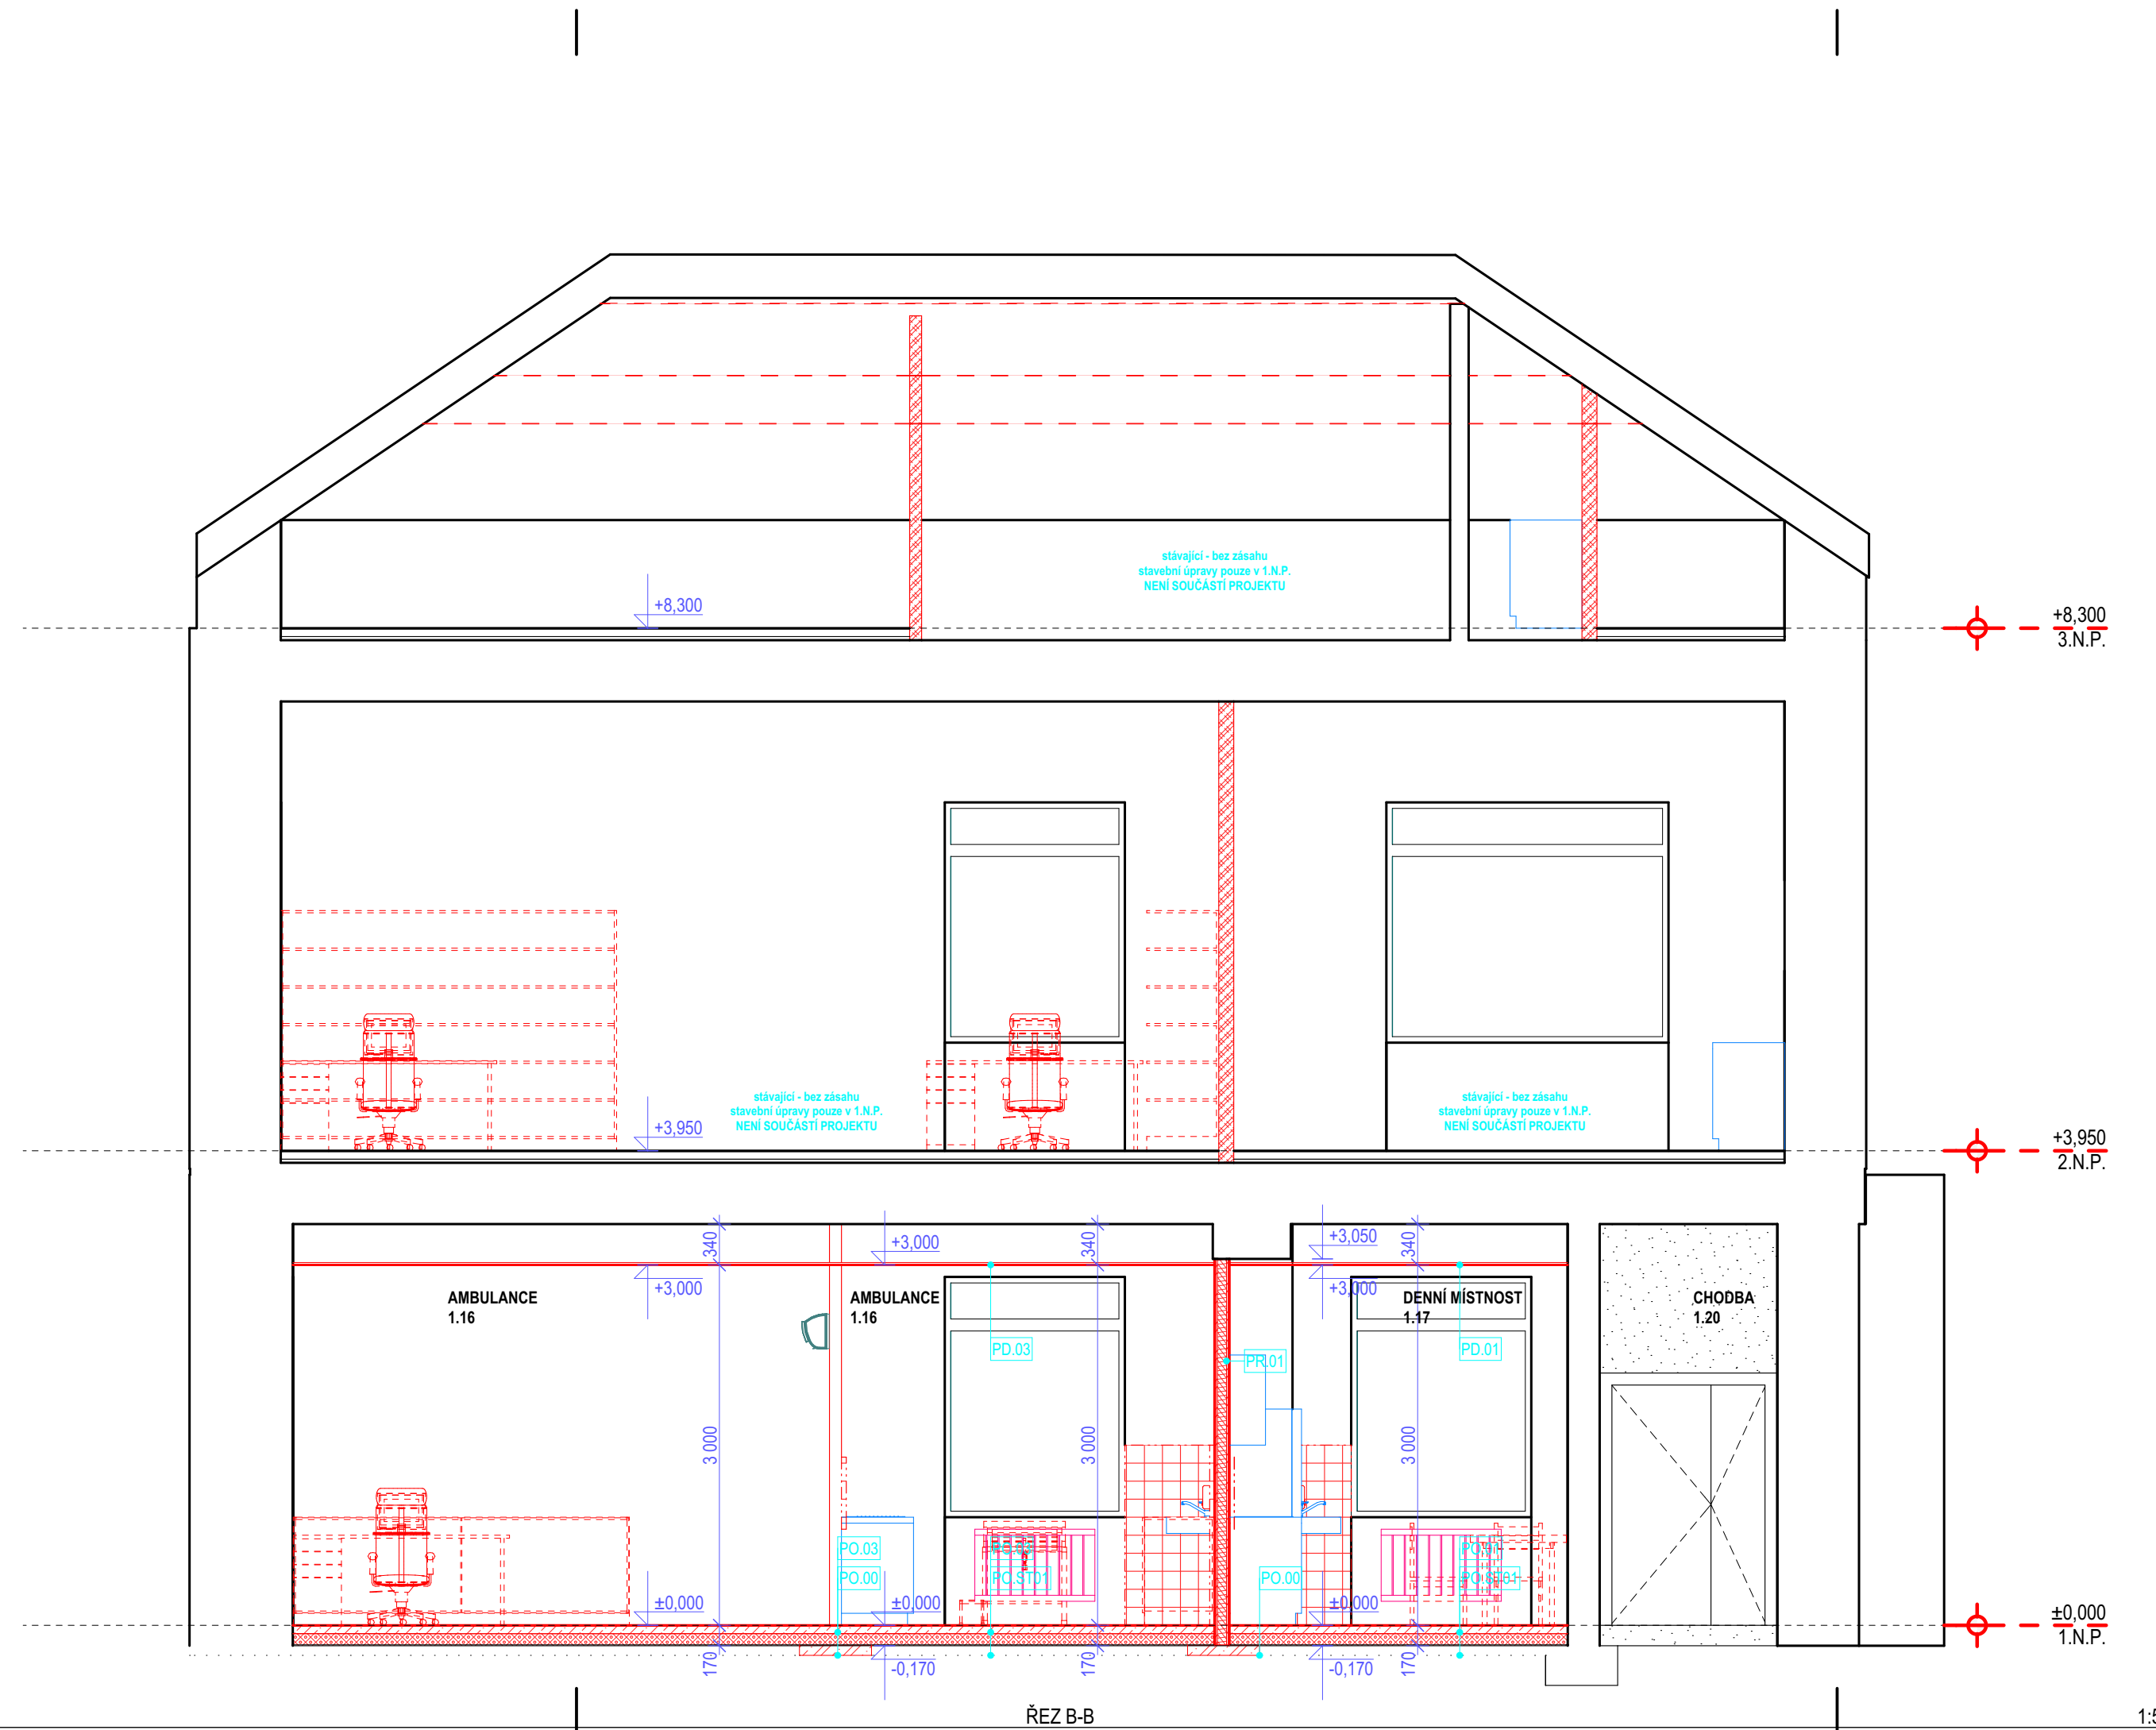 stávající - bez zásahu
stavební úpravy pouze v 1.N.P.
NENÍ SOUČÁSTÍ PROJEKTU
+8,300
+8,300
3.N.P.
stávající - bez zásahu
stavební úpravy pouze v 1.N.P.
NENÍ SOUČÁSTÍ PROJEKTU
stávající - bez zásahu
stavební úpravy pouze v 1.N.P.
NENÍ SOUČÁSTÍ PROJEKTU
+3,950
+3,950
2.N.P.
340
+3,000
340
+3,050
340
+3,000
+3,000
AMBULANCE
1.16
AMBULANCE
1.16
DENNÍ MÍSTNOST
1.17
CHODBA
1.20
PD.03
PR.01
PD.01
3 000
3 000
3 000
PO.03
PO.00
PO.ST01
PO.00
PO.ST01
±0,000
±0,000
±0,000
±0,000
1.N.P.
170
-0,170
170
-0,170
170
ŘEZ B-B